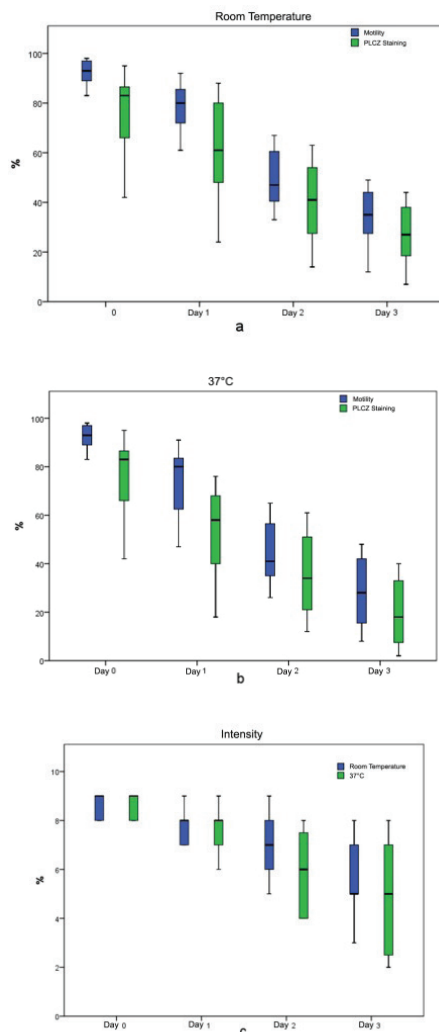 Room Temperature
Motility
PLCZ Staining
100
80
60
40
20
0
%
0 Day 1 Day 2 Day 3
a
37°C
Motility
PLCZ Staining
100
80
60
40
20
0
%
Day 0 Day 1 Day 2 Day 3
b
Intensity
Room Temperature
37°C
10
8
6
4
2
0
%
Day 0 Day 1 Day 2 Day 3
c